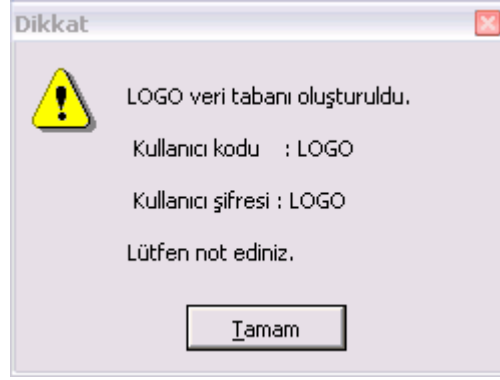 Dikkat
LOGO veri tabanı oluşturuldu.
Kullanıcı kodu : LOGO
Kullanıcı şifresi : LOGO
Lütfen not ediniz.
Tamam